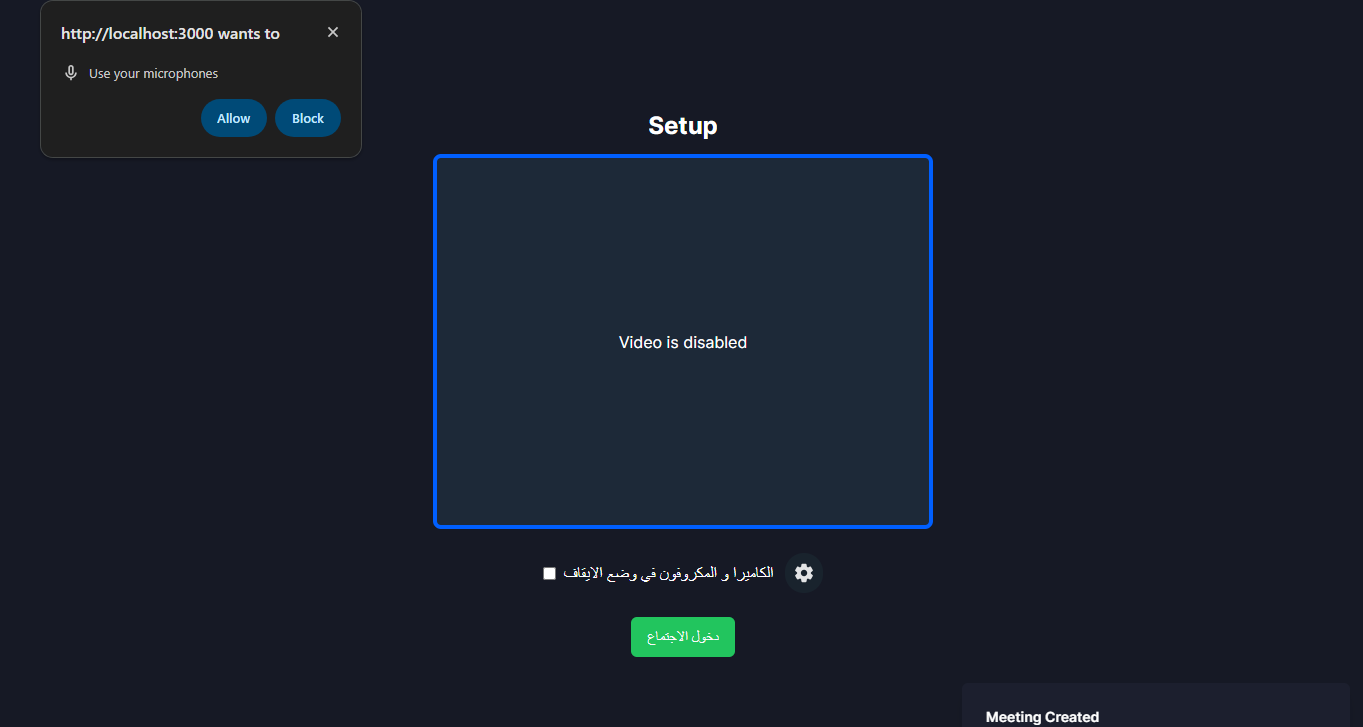 http://localhost:3000 wants to
Use your microphones
Allow
Block
Setup
Video is disabled
الكاميرا و المكروفون في وضع الايقاف
دخول الاجتماع
Meeting Created